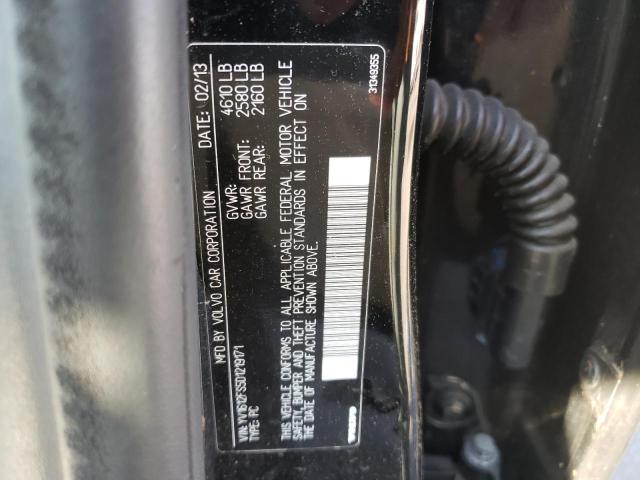 MFD BY VOLVO CAR CORPORATION DATE: 02/13
GVWR: 4610 LB
GAWR FRONT: 2580 LB
GAWR REAR: 2160 LB
VIN: YV1612FS5D1219171
TYPE: PC
THIS VEHICLE CONFORMS TO ALL APPLICABLE FEDERAL MOTOR VEHICLE
SAFETY, BUMPER AND THEFT PREVENTION STANDARDS IN EFFECT ON
THE DATE OF MANUFACTURE SHOWN ABOVE.
31349355